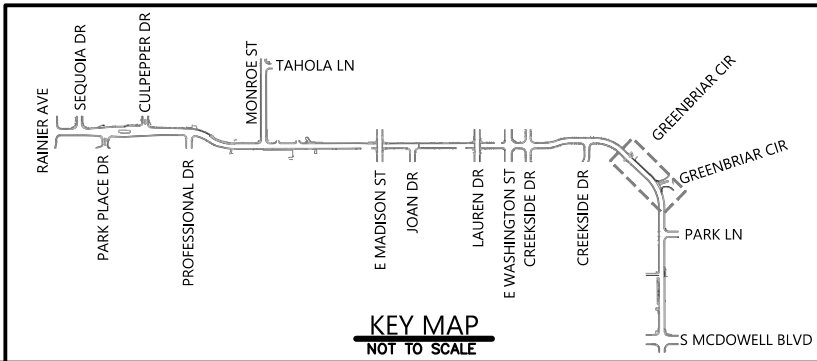 RAINIER AVE
SEQUOIA DR
PARK PLACE DR
CULPEPPER DR
PROFESSIONAL DR
MONROE ST
TAHOLA LN
E MADISON ST
JOAN DR
LAUREN DR
E WASHINGTON ST
CREEKSIDE DR
CREEKSIDE DR
GREENBRIAR CIR
GREENBRIAR CIR
PARK LN
S MCDOWELL BLVD
KEY MAP
NOT TO SCALE